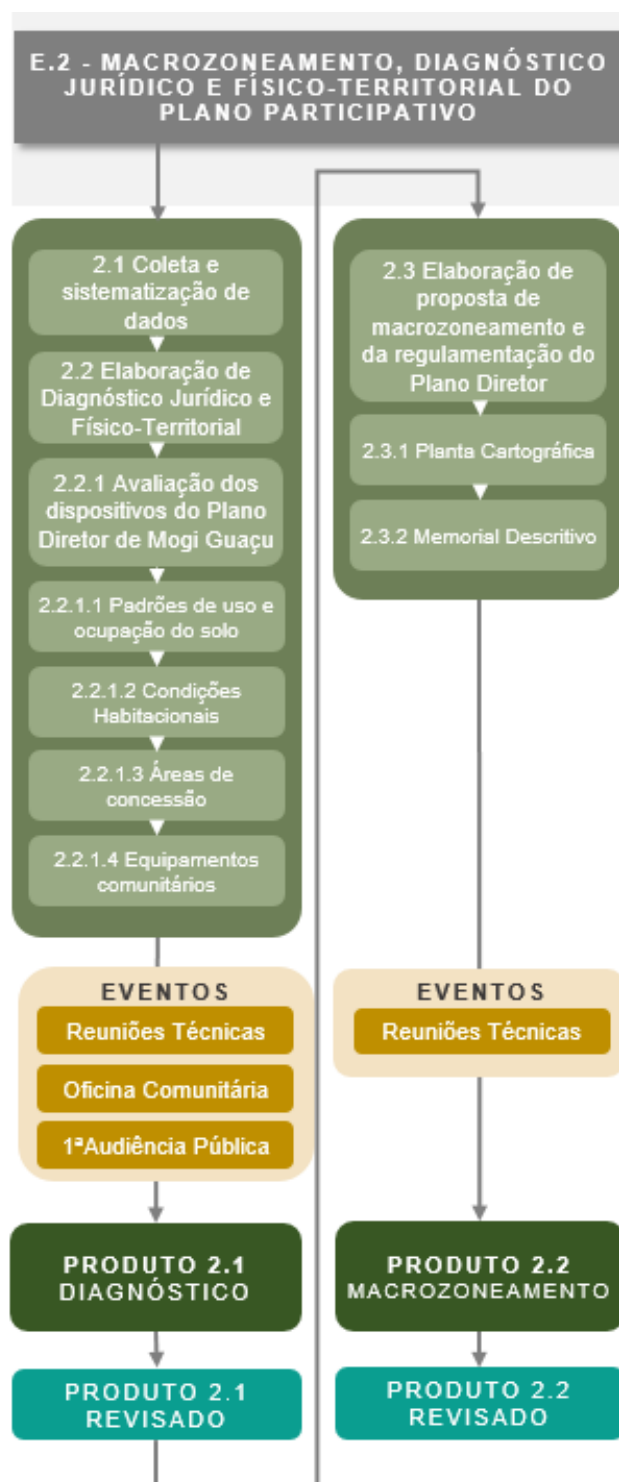 E.2 - MACROZONEAMENTO, DIAGNÓSTICO
JURÍDICO E FÍSICO-TERRITORIAL DO
PLANO PARTICIPATIVO
2.1 Coleta e
sistematização de
dados
2.2 Elaboração de
Diagnóstico Jurídico e
Físico-Territorial
2.2.1 Avaliação dos
dispositivos do Plano
Diretor de Mogi Guaçu
2.2.1.1 Padrões de uso e
ocupação do solo
2.2.1.2 Condições
Habitacionais
2.2.1.3 Áreas de
concessão
2.2.1.4 Equipamentos
comunitários
EVENTOS
Reuniões Técnicas
Oficina Comunitária
1ªAudiência Pública
PRODUTO 2.1
DIAGNÓSTICO
PRODUTO 2.1
REVISADO
2.3 Elaboração de
proposta de
macrozoneamento e
da regulamentação do
Plano Diretor
2.3.1 Planta Cartográfica
2.3.2 Memorial Descritivo
EVENTOS
Reuniões Técnicas
PRODUTO 2.2
MACROZONEAMENTO
PRODUTO 2.2
REVISADO